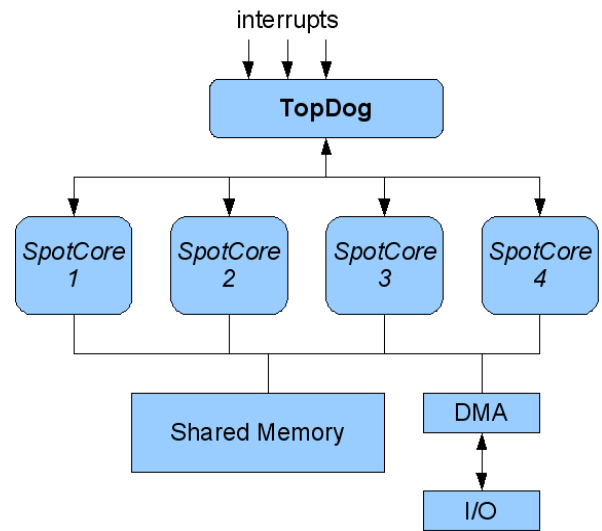 interrupts
TopDog
SpotCore
1
SpotCore
2
SpotCore
3
SpotCore
4
Shared Memory
DMA
I/O